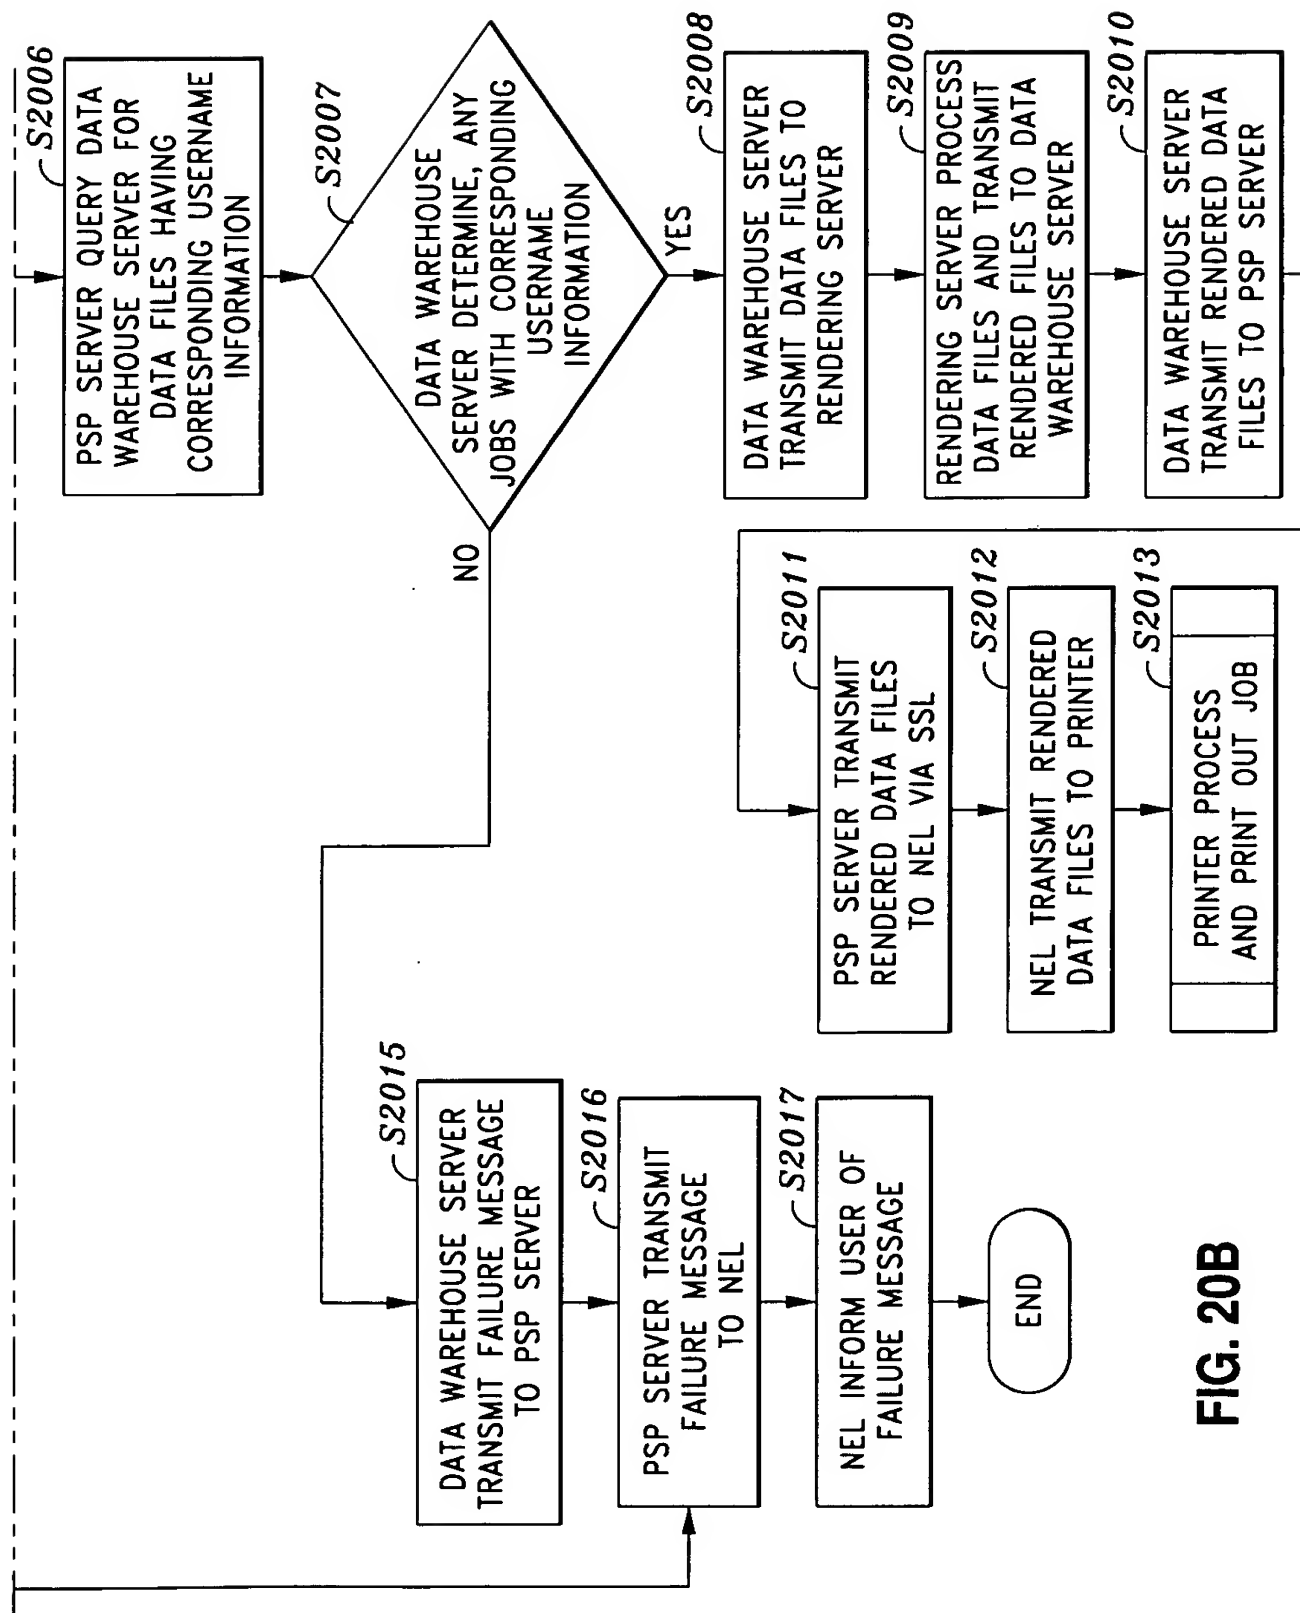 S2006
PSP SERVER QUERY DATA
WAREHOUSE SERVER FOR
DATA FILES HAVING
CORRESPONDING USERNAME
INFORMATION
S2007
DATA WAREHOUSE
SERVER DETERMINE, ANY
JOBS WITH CORRESPONDING
USERNAME
INFORMATION
NO
YES
S2008
DATA WAREHOUSE SERVER
TRANSMIT DATA FILES TO
RENDERING SERVER
S2009
RENDERING SERVER PROCESS
DATA FILES AND TRANSMIT
RENDERED FILES TO DATA
WAREHOUSE SERVER
S2010
DATA WAREHOUSE SERVER
TRANSMIT RENDERED DATA
FILES TO PSP SERVER
S2011
PSP SERVER TRANSMIT
RENDERED DATA FILES
TO NEL VIA SSL
S2012
NEL TRANSMIT RENDERED
DATA FILES TO PRINTER
S2013
PRINTER PROCESS
AND PRINT OUT JOB
S2015
DATA WAREHOUSE SERVER
TRANSMIT FAILURE MESSAGE
TO PSP SERVER
S2016
PSP SERVER TRANSMIT
FAILURE MESSAGE
TO NEL
S2017
NEL INFORM USER OF
FAILURE MESSAGE
END
FIG. 20B